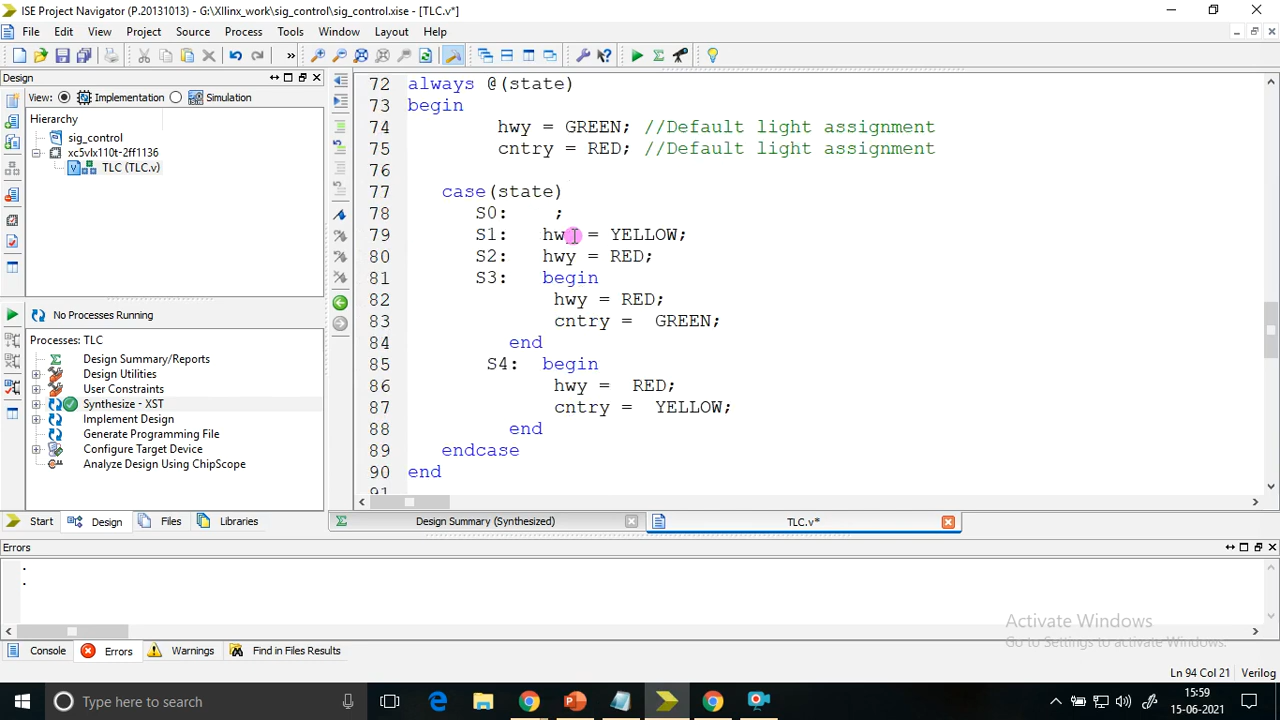 ISE Project Navigator (P.20131013) - G:\XIlinx_work\sig_control\sig_control.xise - [TLC.v*]
File Edit View Project Source Process Tools Window Layout Help
Design
View: Implementation Simulation
Hierarchy
sig_control
xc5vlx110t-2ff1136
TLC (TLC.v)
No Processes Running
Processes: TLC
Design Summary/Reports
Design Utilities
User Constraints
Synthesize - XST
Implement Design
Generate Programming File
Configure Target Device
Analyze Design Using ChipScope
Start Design Files Libraries
72 always @(state)
73 begin
74 hwy = GREEN; //Default light assignment
75 cntry = RED; //Default light assignment
76
77 case(state)
78 S0: ;
79 S1: hwy = YELLOW;
80 S2: hwy = RED;
81 S3: begin
82 hwy = RED;
83 cntry = GREEN;
84 end
85 S4: begin
86 hwy = RED;
87 cntry = YELLOW;
88 end
89 endcase
90 end
91
Design Summary (Synthesized) TLC.v*
Errors
Console Errors Warnings Find in Files Results
Activate Windows
Go to Settings to activate Windows.
Ln 94 Col 21 Verilog
Type here to search
15:59
15-06-2021